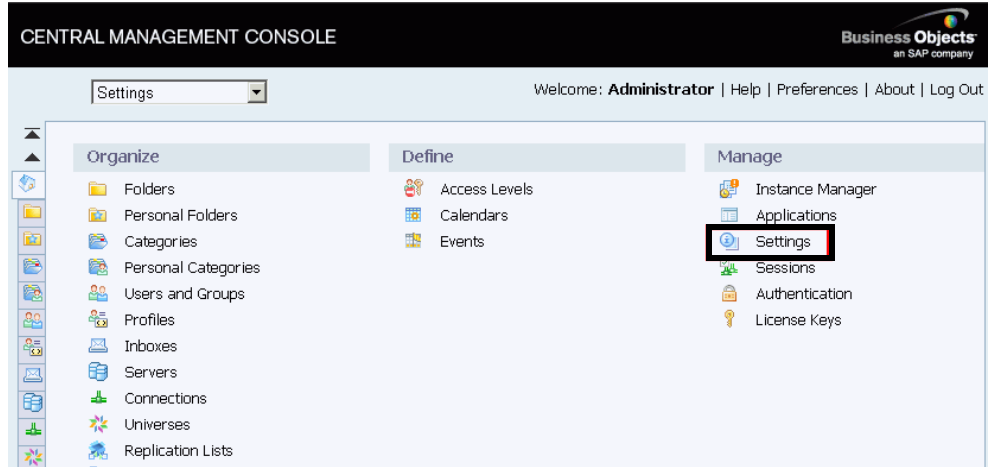 CENTRAL MANAGEMENT CONSOLE
Business Objects
an SAP company
Settings
Welcome: Administrator | Help | Preferences | About | Log Out
Organize
Folders
Personal Folders
Categories
Personal Categories
Users and Groups
Profiles
Inboxes
Servers
Connections
Universes
Replication Lists
Define
Access Levels
Calendars
Events
Manage
Instance Manager
Applications
Settings
Sessions
Authentication
License Keys